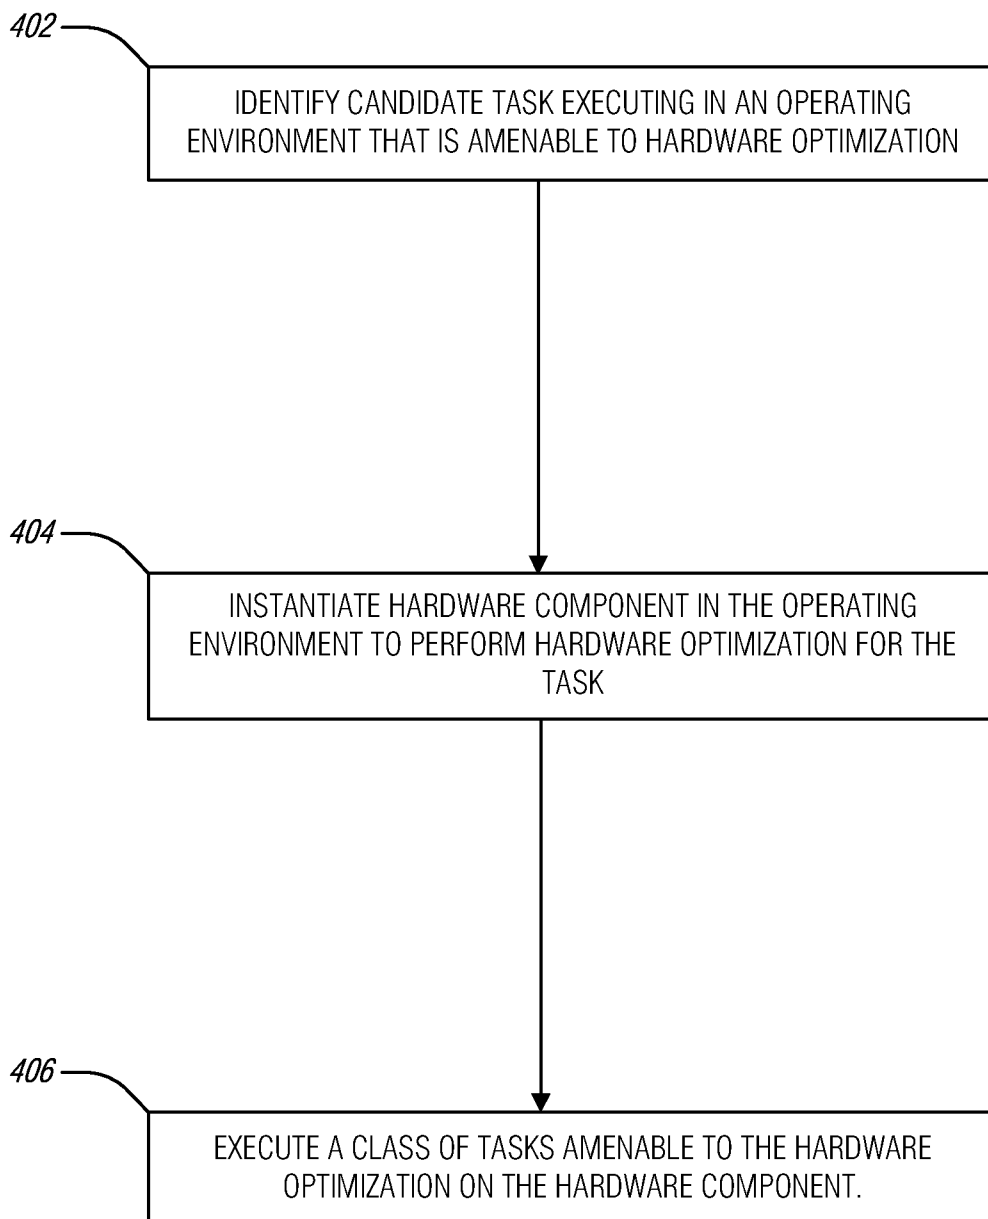 402
IDENTIFY CANDIDATE TASK EXECUTING IN AN OPERATING
ENVIRONMENT THAT IS AMENABLE TO HARDWARE OPTIMIZATION
404
INSTANTIATE HARDWARE COMPONENT IN THE OPERATING
ENVIRONMENT TO PERFORM HARDWARE OPTIMIZATION FOR THE
TASK
406
EXECUTE A CLASS OF TASKS AMENABLE TO THE HARDWARE
OPTIMIZATION ON THE HARDWARE COMPONENT.